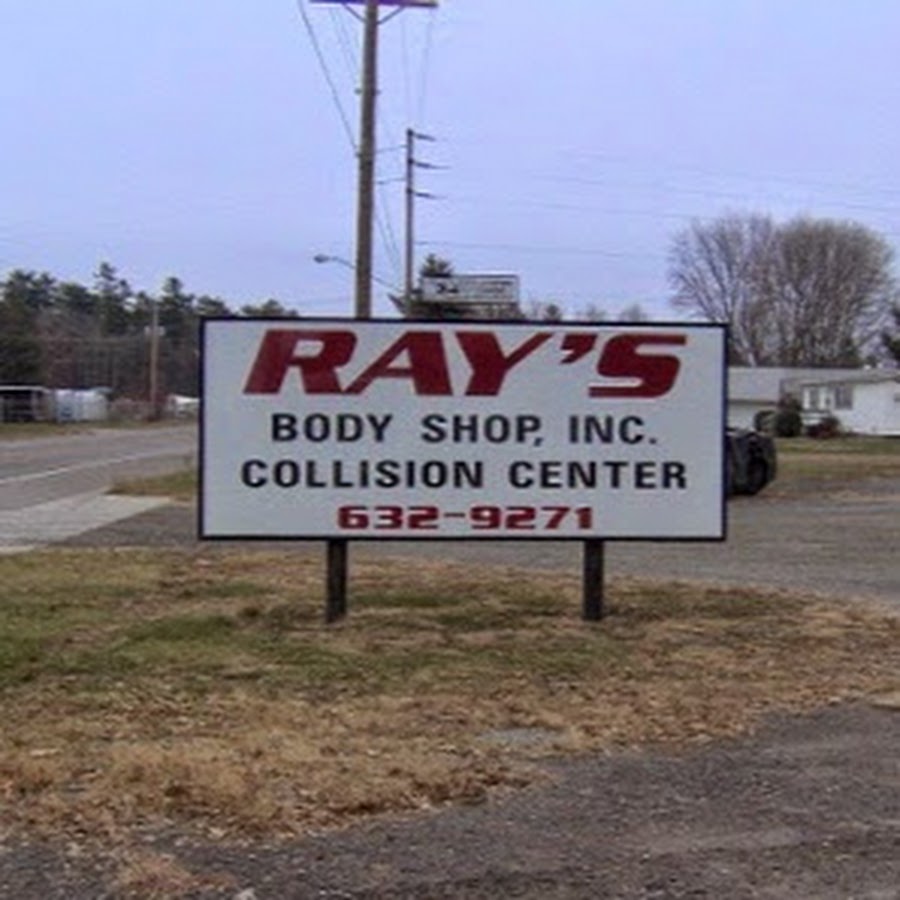 RAY'S
BODY SHOP, INC.
COLLISION CENTER
632-9271